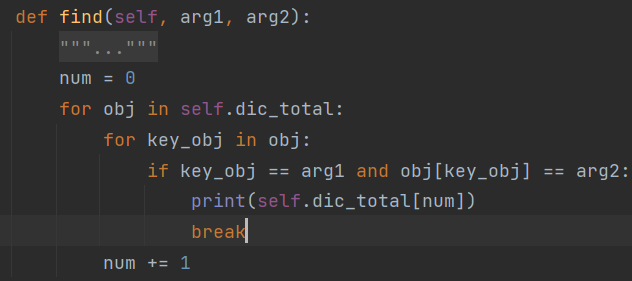 def find(self, arg1, arg2):
    """..."""
    num = 0
    for obj in self.dic_total:
        for key_obj in obj:
            if key_obj == arg1 and obj[key_obj] == arg2:
                print(self.dic_total[num])
                break
        num += 1